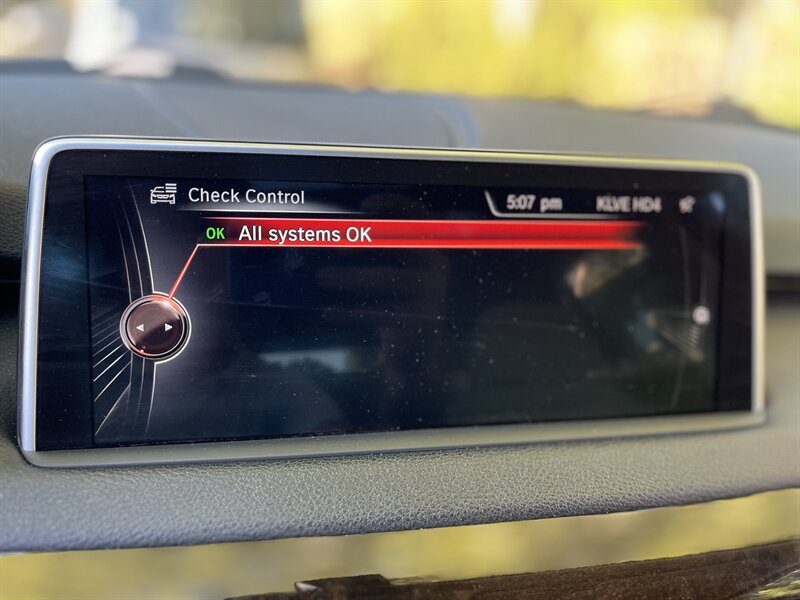 Check Control
5:07 pm
KLVE HD4
OK All systems OK